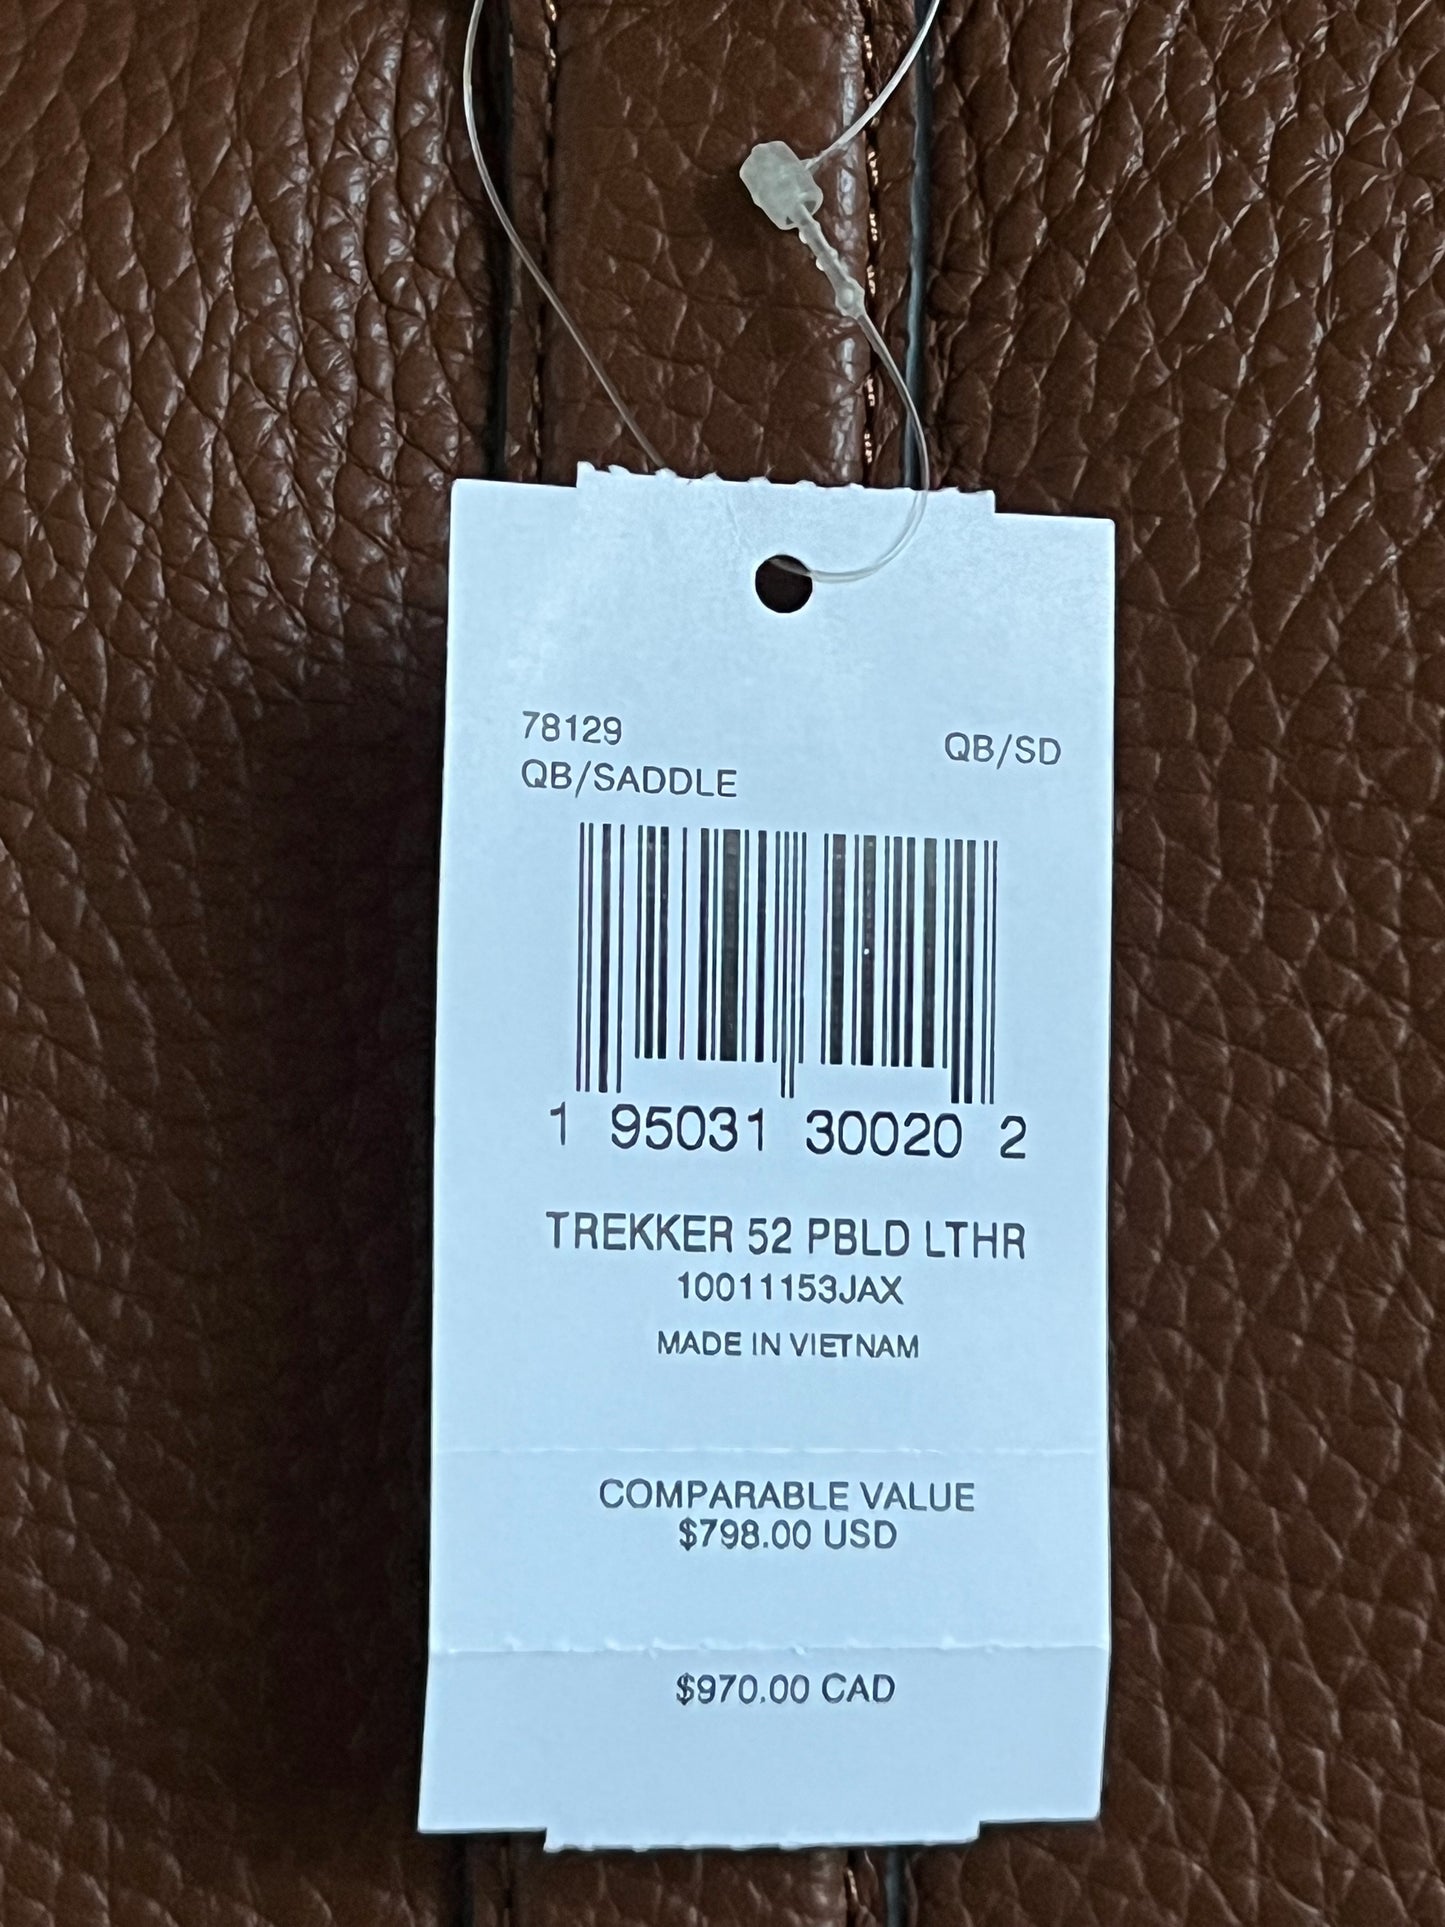 78129
QB/SD
QB/SADDLE
1 95031 30020 2
TREKKER 52 PBLD LTHR
10011153JAX
MADE IN VIETNAM
COMPARABLE VALUE
$798.00 USD
$970.00 CAD